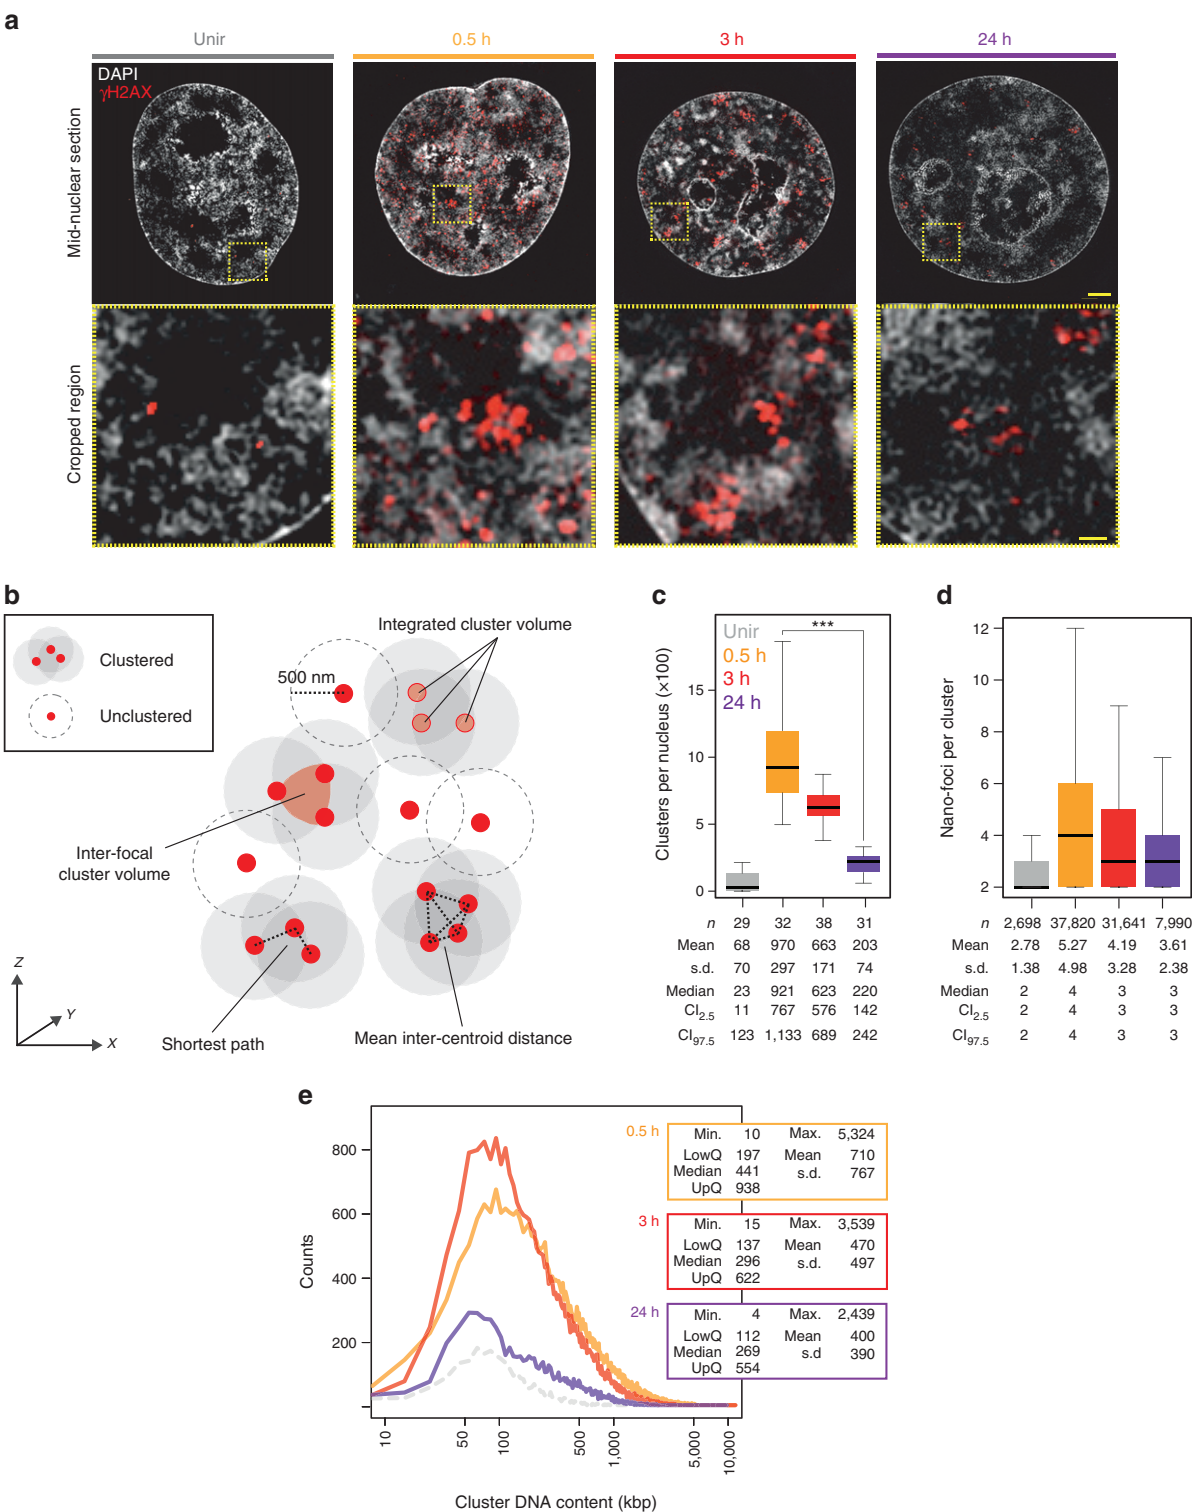 a
Unir 0.5 h 3 h 24 h
DAPI
γH2AX
Mid-nuclear section
Cropped region
b
Clustered
Unclustered
500 nm
Integrated cluster volume
Inter-focal
cluster volume
Shortest path
Mean inter-centroid distance
Z
Y
X
c
Clusters per nucleus (×100)
Unir
0.5 h
3 h
24 h
***
15
10
5
0
n 29 32 38 31
Mean 68 970 663 203
s.d. 70 297 171 74
Median 23 921 623 220
CI2.5 11 767 576 142
CI97.5 123 1,133 689 242
d
Nano-foci per cluster
12
10
8
6
4
2
n 2,698 37,820 31,641 7,990
Mean 2.78 5.27 4.19 3.61
s.d. 1.38 4.98 3.28 2.38
Median 2 4 3 3
CI2.5 2 4 3 3
CI97.5 2 4 3 3
e
Counts
800
600
400
200
10 50 100 500 1,000 5,000 10,000
Cluster DNA content (kbp)
0.5 h
Min. 10 Max. 5,324
LowQ 197 Mean 710
Median 441 s.d. 767
UpQ 938
3 h
Min. 15 Max. 3,539
LowQ 137 Mean 470
Median 296 s.d. 497
UpQ 622
24 h
Min. 4 Max. 2,439
LowQ 112 Mean 400
Median 269 s.d 390
UpQ 554